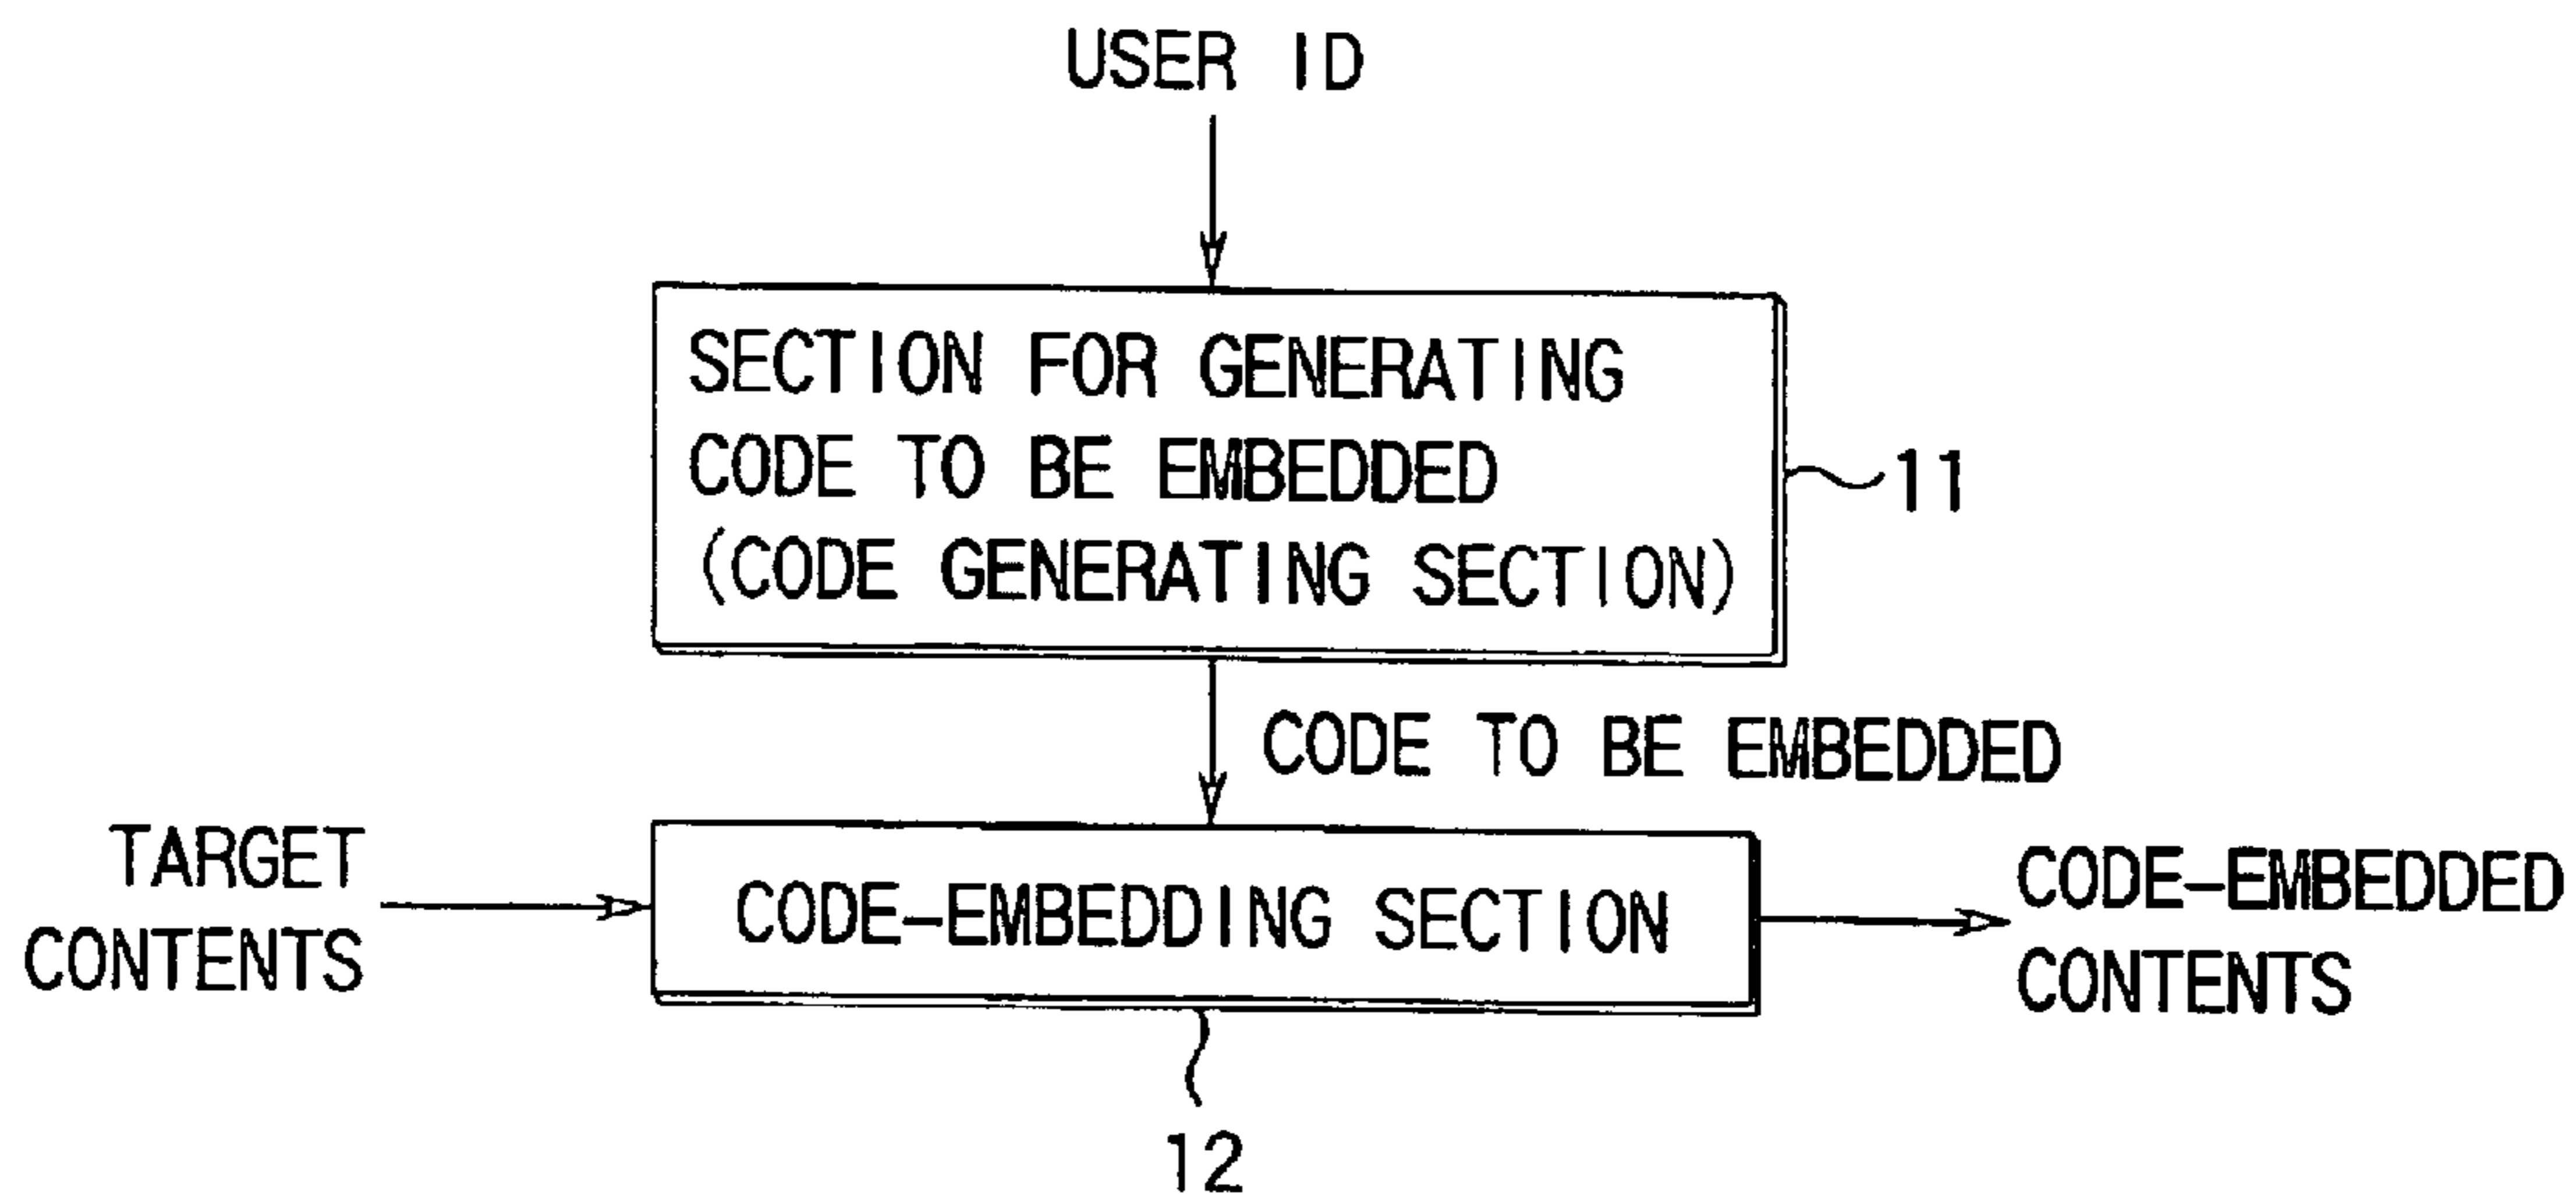 USER ID
SECTION FOR GENERATING
CODE TO BE EMBEDDED
(CODE GENERATING SECTION)
11
CODE TO BE EMBEDDED
TARGET
CONTENTS
CODE-EMBEDDING SECTION
CODE-EMBEDDED
CONTENTS
12